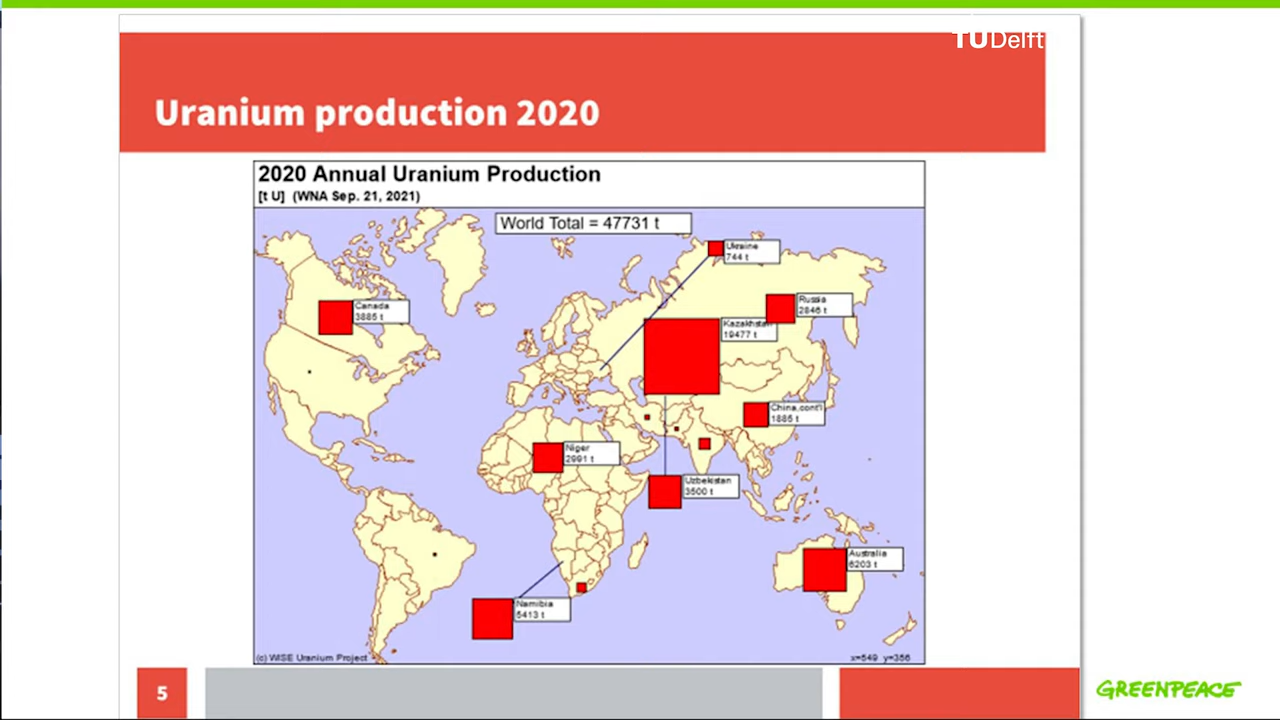 TUDelft
Uranium production 2020
2020 Annual Uranium Production
[t U] (WNA Sep. 21, 2021)
World Total = 47731 t
Ukraine
744 t
Canada
3885 t
Russia
2846 t
Kazakhstan
19477 t
China,cont'l
1885 t
Niger
2991 t
Uzbekistan
3500 t
Australia
6203 t
Namibia
5413 t
(c) WISE Uranium Project
x=549 y=356
5
GREENPEACE